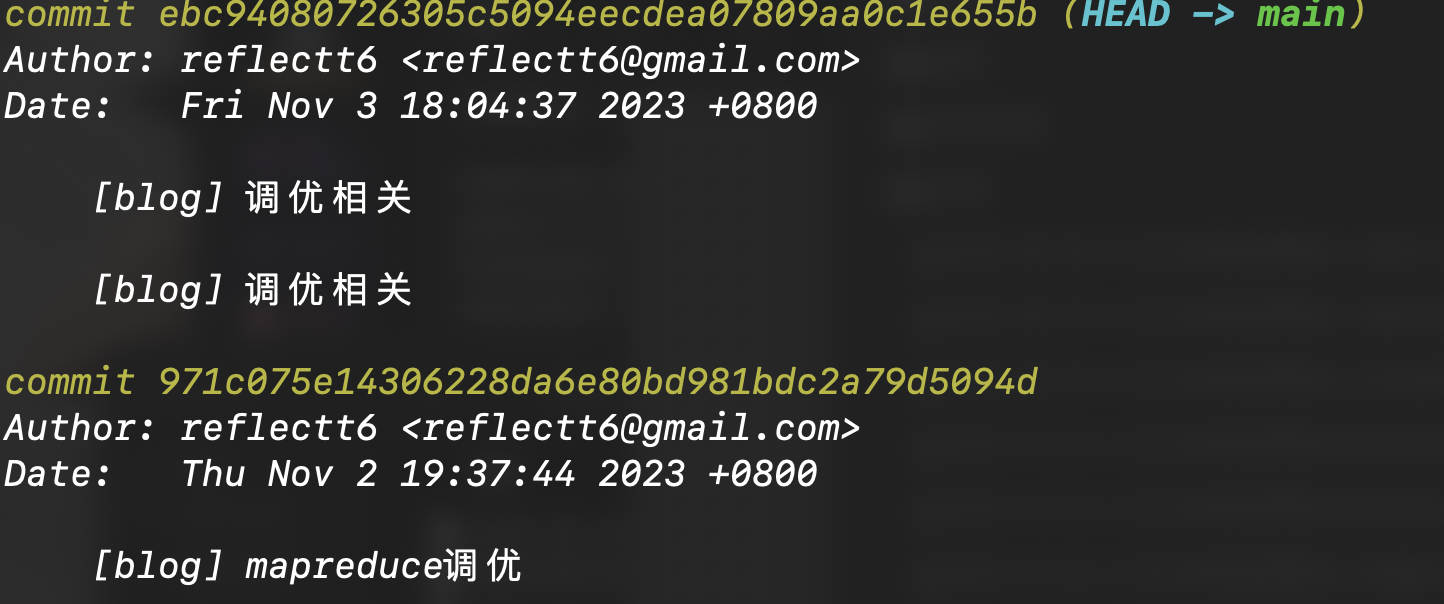 commit ebc94080726305c5094eecdea07809aa0c1e655b (HEAD -> main)
Author: reflectt6 <reflectt6@gmail.com>
Date:   Fri Nov 3 18:04:37 2023 +0800
[blog] 调优相关
[blog] 调优相关
commit 971c075e14306228da6e80bd981bdc2a79d5094d
Author: reflectt6 <reflectt6@gmail.com>
Date:   Thu Nov 2 19:37:44 2023 +0800
[blog] mapreduce调优